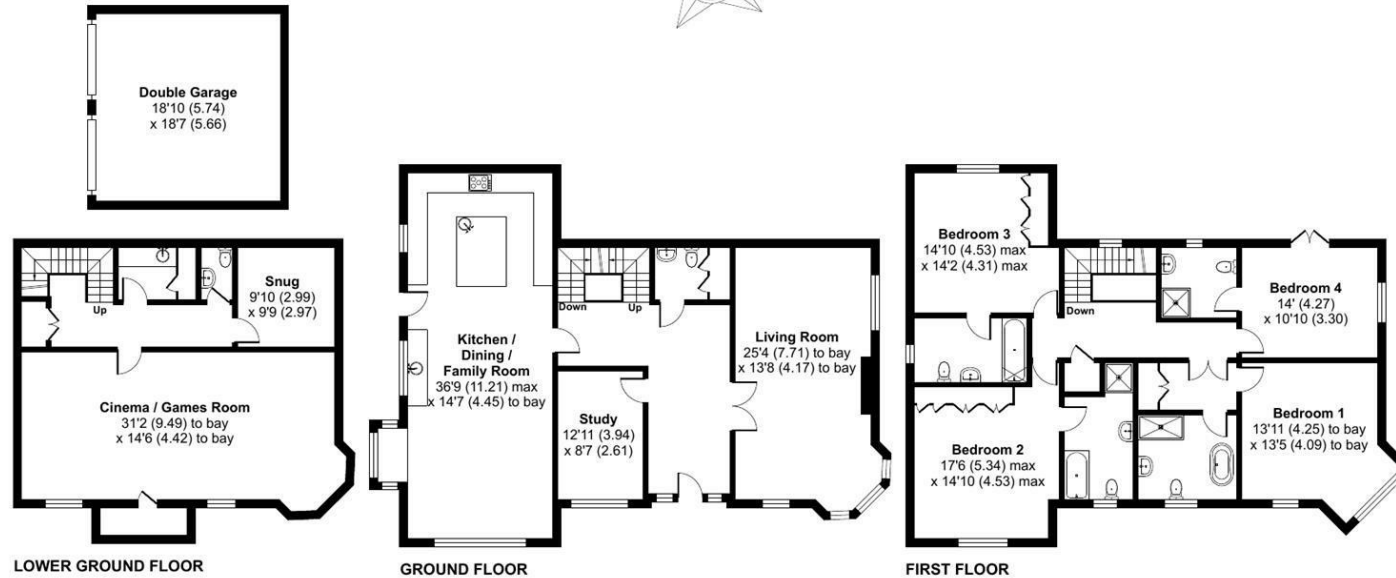 Double Garage
18'10 (5.74)
x 18'7 (5.66)
Up
Snug
9'10 (2.99)
x 9'9 (2.97)
Cinema / Games Room
31'2 (9.49) to bay
x 14'6 (4.42) to bay
LOWER GROUND FLOOR
Down
Up
Kitchen /
Dining /
Family Room
36'9 (11.21) max
x 14'7 (4.45) to bay
Living Room
25'4 (7.71) to bay
x 13'8 (4.17) to bay
Study
12'11 (3.94)
x 8'7 (2.61)
GROUND FLOOR
Bedroom 3
14'10 (4.53) max
x 14'2 (4.31) max
Down
Bedroom 4
14' (4.27)
x 10'10 (3.30)
Bedroom 2
17'6 (5.34) max
x 14'10 (4.53) max
Bedroom 1
13'11 (4.25) to bay
x 13'5 (4.09) to bay
FIRST FLOOR